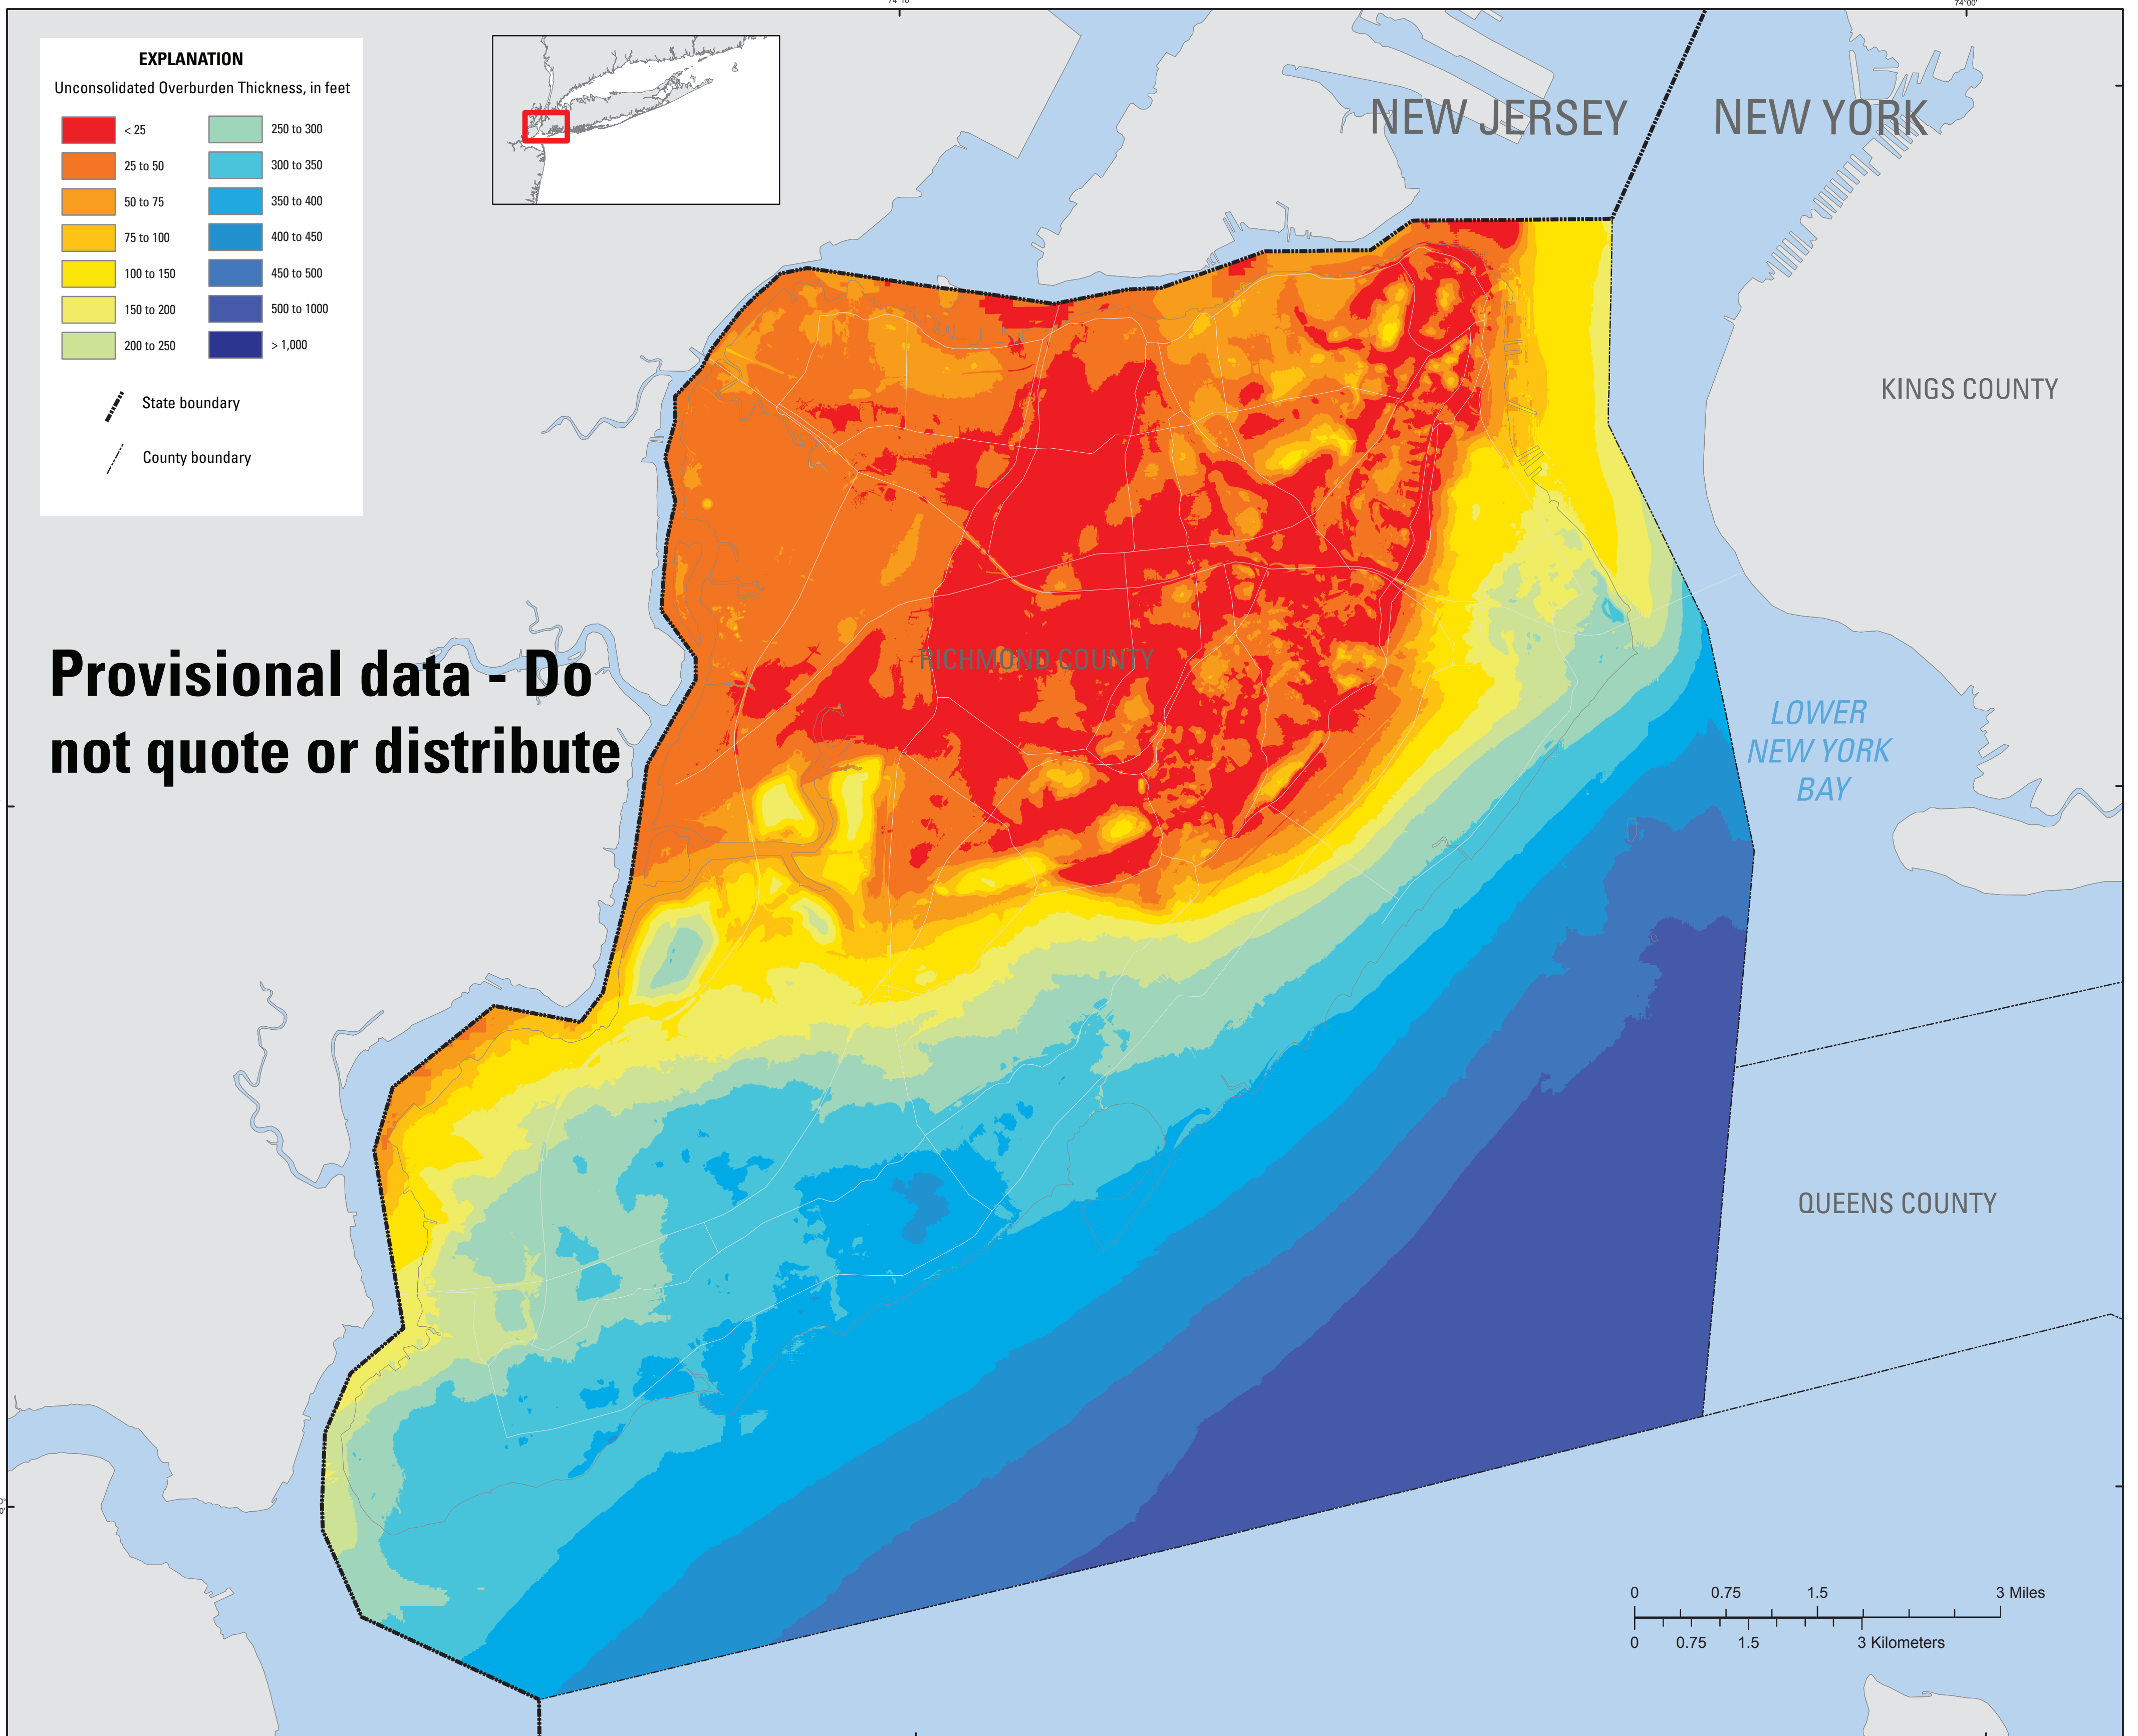 74°00'
NEW JERSEY
NEW YORK
EXPLANATION
Unconsolidated Overburden Thickness, in feet
< 25
25 to 50
50 to 75
75 to 100
100 to 150
150 to 200
200 to 250
250 to 300
300 to 350
350 to 400
400 to 450
450 to 500
500 to 1000
> 1,000
State boundary
County boundary
KINGS COUNTY
RICHMOND COUNTY
Provisional data - Do
not quote or distribute
LOWER
NEW YORK
BAY
QUEENS COUNTY
0 0.75 1.5 3 Miles
0 0.75 1.5 3 Kilometers